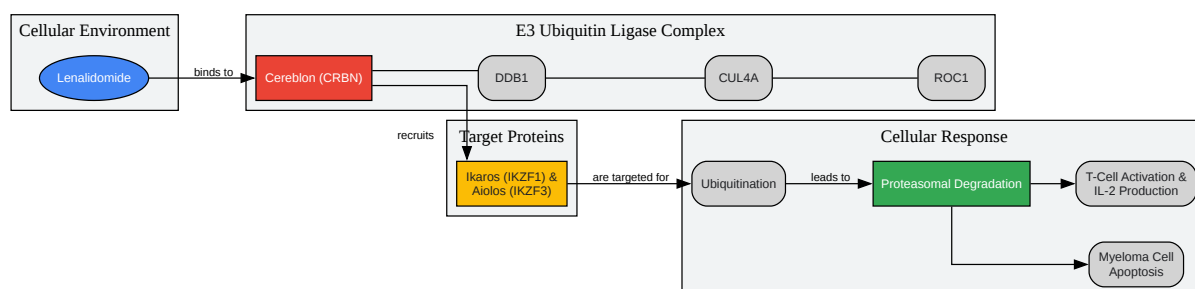 Cellular Environment
E3 Ubiquitin Ligase Complex
Lenalidomide
binds to
Cereblon (CRBN)
DDB1
CUL4A
ROC1
recruits
Target Proteins
Cellular Response
Ikaros (IKZF1) &
Aiolos (IKZF3)
are targeted for
Ubiquitination
leads to
Proteasomal Degradation
T-Cell Activation &
IL-2 Production
Myeloma Cell
Apoptosis